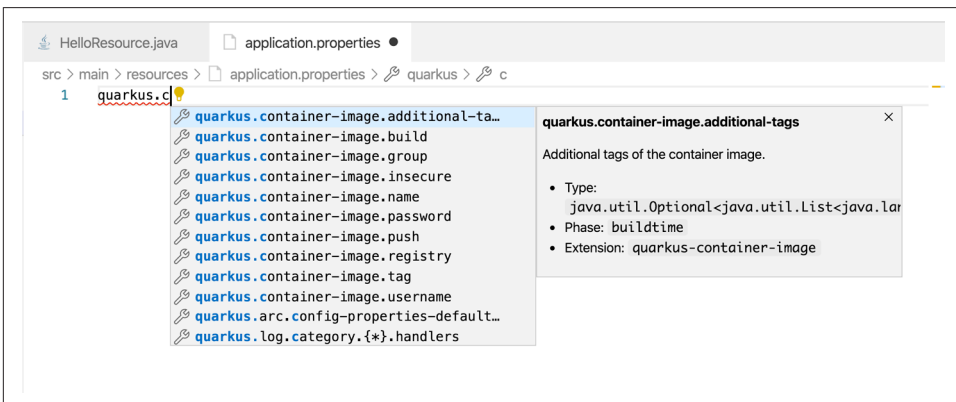 HelloResource.java
application.properties
src > main > resources > application.properties > quarkus > c
1 quarkus.c
quarkus.container-image.additional-ta…
quarkus.container-image.build
quarkus.container-image.group
quarkus.container-image.insecure
quarkus.container-image.name
quarkus.container-image.password
quarkus.container-image.push
quarkus.container-image.registry
quarkus.container-image.tag
quarkus.container-image.username
quarkus.arc.config-properties-default…
quarkus.log.category.{*}.handlers
quarkus.container-image.additional-tags
Additional tags of the container image.
• Type:
java.util.Optional<java.util.List<java.lan
• Phase: buildtime
• Extension: quarkus-container-image